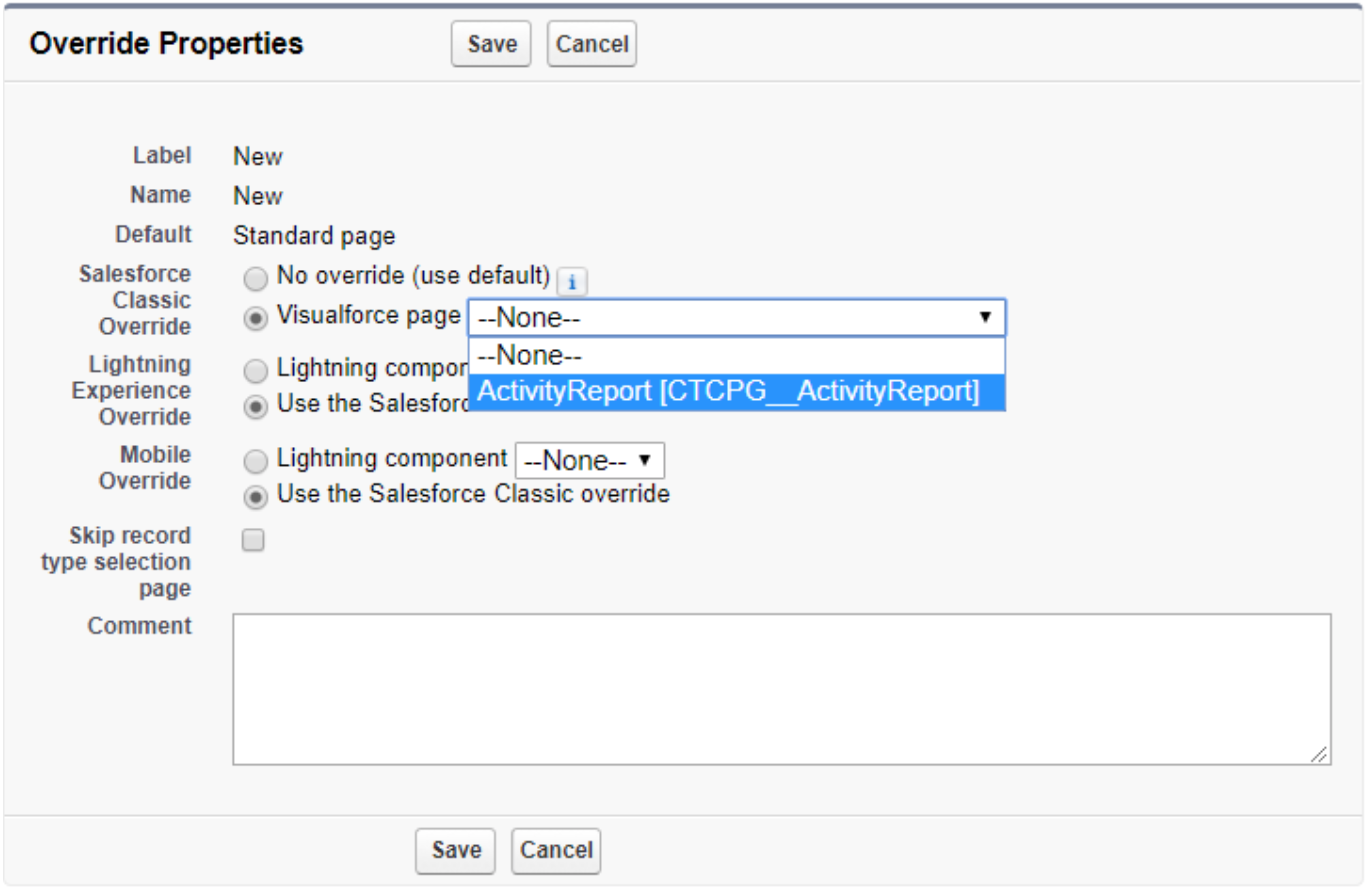 Override Properties Save Cancel
Label New
Name New
Default Standard page
Salesforce Classic Override No override (use default) i
Visualforce page --None--
--None--
ActivityReport [CTCPG__ActivityReport]
Lightning Experience Override Lightning compon
Use the Salesforc
Mobile Override Lightning component --None--
Use the Salesforce Classic override
Skip record type selection page
Comment
Save Cancel